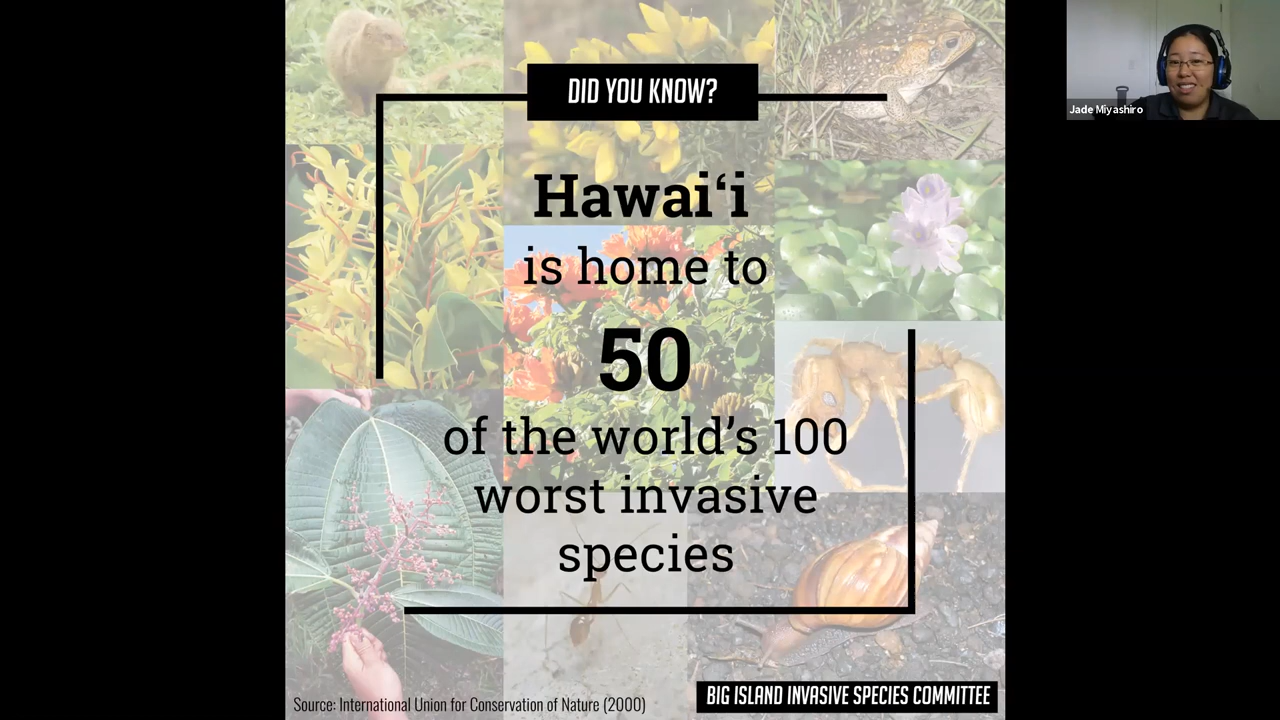 DID YOU KNOW?
Hawai‘i
is home to
50
of the world’s 100
worst invasive
species
Source: International Union for Conservation of Nature (2000)
BIG ISLAND INVASIVE SPECIES COMMITTEE
Jade Miyashiro